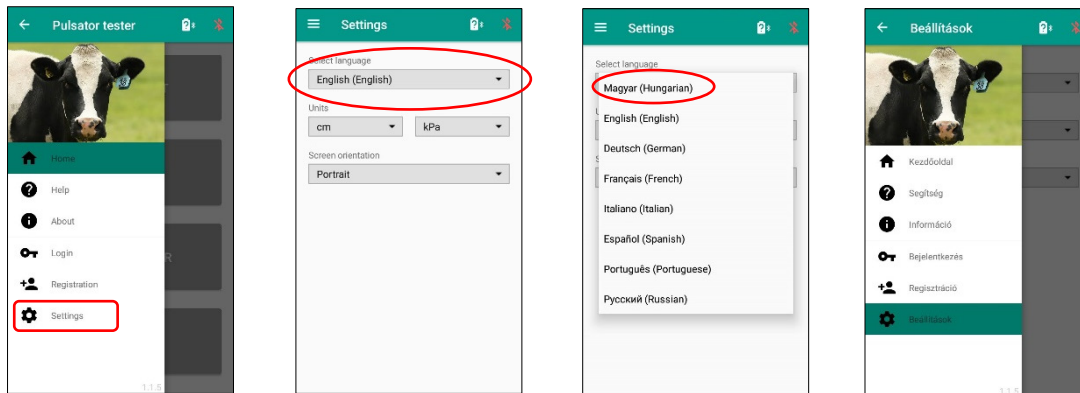 Pulsator tester
Home
Help
About
Login
Registration
Settings
1.1.5
R
Settings
Select language
English (English)
Units
cm
kPa
Screen orientation
Portrait
Settings
Select language
Magyar (Hungarian)
English (English)
Deutsch (German)
Français (French)
Italiano (Italian)
Español (Spanish)
Português (Portuguese)
Русский (Russian)
Beállítások
Kezdőoldal
Segítség
Információ
Bejelentkezés
Regisztráció
Beállítások
1.1.5